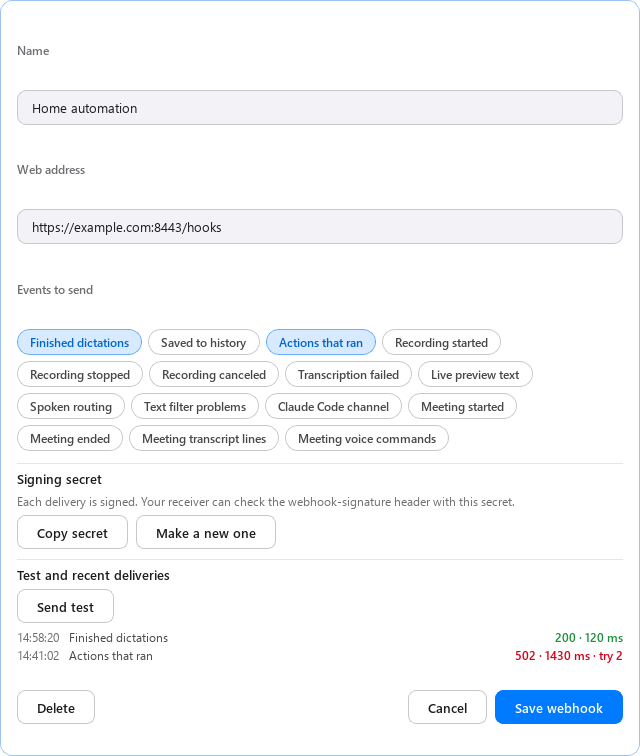 Name
Home automation
Web address
https://example.com:8443/hooks
Events to send
Finished dictations Saved to history Actions that ran Recording started
Recording stopped Recording canceled Transcription failed Live preview text
Spoken routing Text filter problems Claude Code channel Meeting started
Meeting ended Meeting transcript lines Meeting voice commands
Signing secret
Each delivery is signed. Your receiver can check the webhook-signature header with this secret.
Copy secret Make a new one
Test and recent deliveries
Send test
14:58:20 Finished dictations 200 · 120 ms
14:41:02 Actions that ran 502 · 1430 ms · try 2
Delete Cancel Save webhook